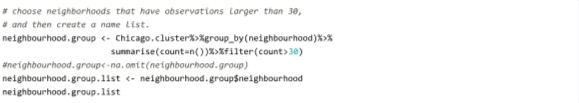 # choose neighborhoods that have observations larger than 30,
# and then create a name list.
neighbourhood.group <- Chicago.cluster%>%group_by(neighbourhood)%>%
summarise(count=n())%>%filter(count>30)
#neighbourhood.group<-na.omit(neighbourhood.group)
neighbourhood.group.list <- neighbourhood.group$neighbourhood
neighbourhood.group.list